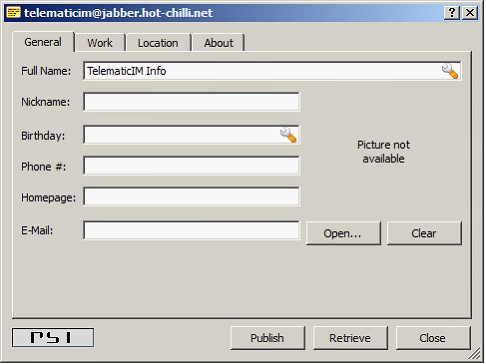 telematicim@jabber.hot-chilli.net
General Work Location About
Full Name: TelematicIM Info
Nickname:
Birthday:
Picture not
available
Phone #:
Homepage:
E-Mail:
Open... Clear
PSI Publish Retrieve Close